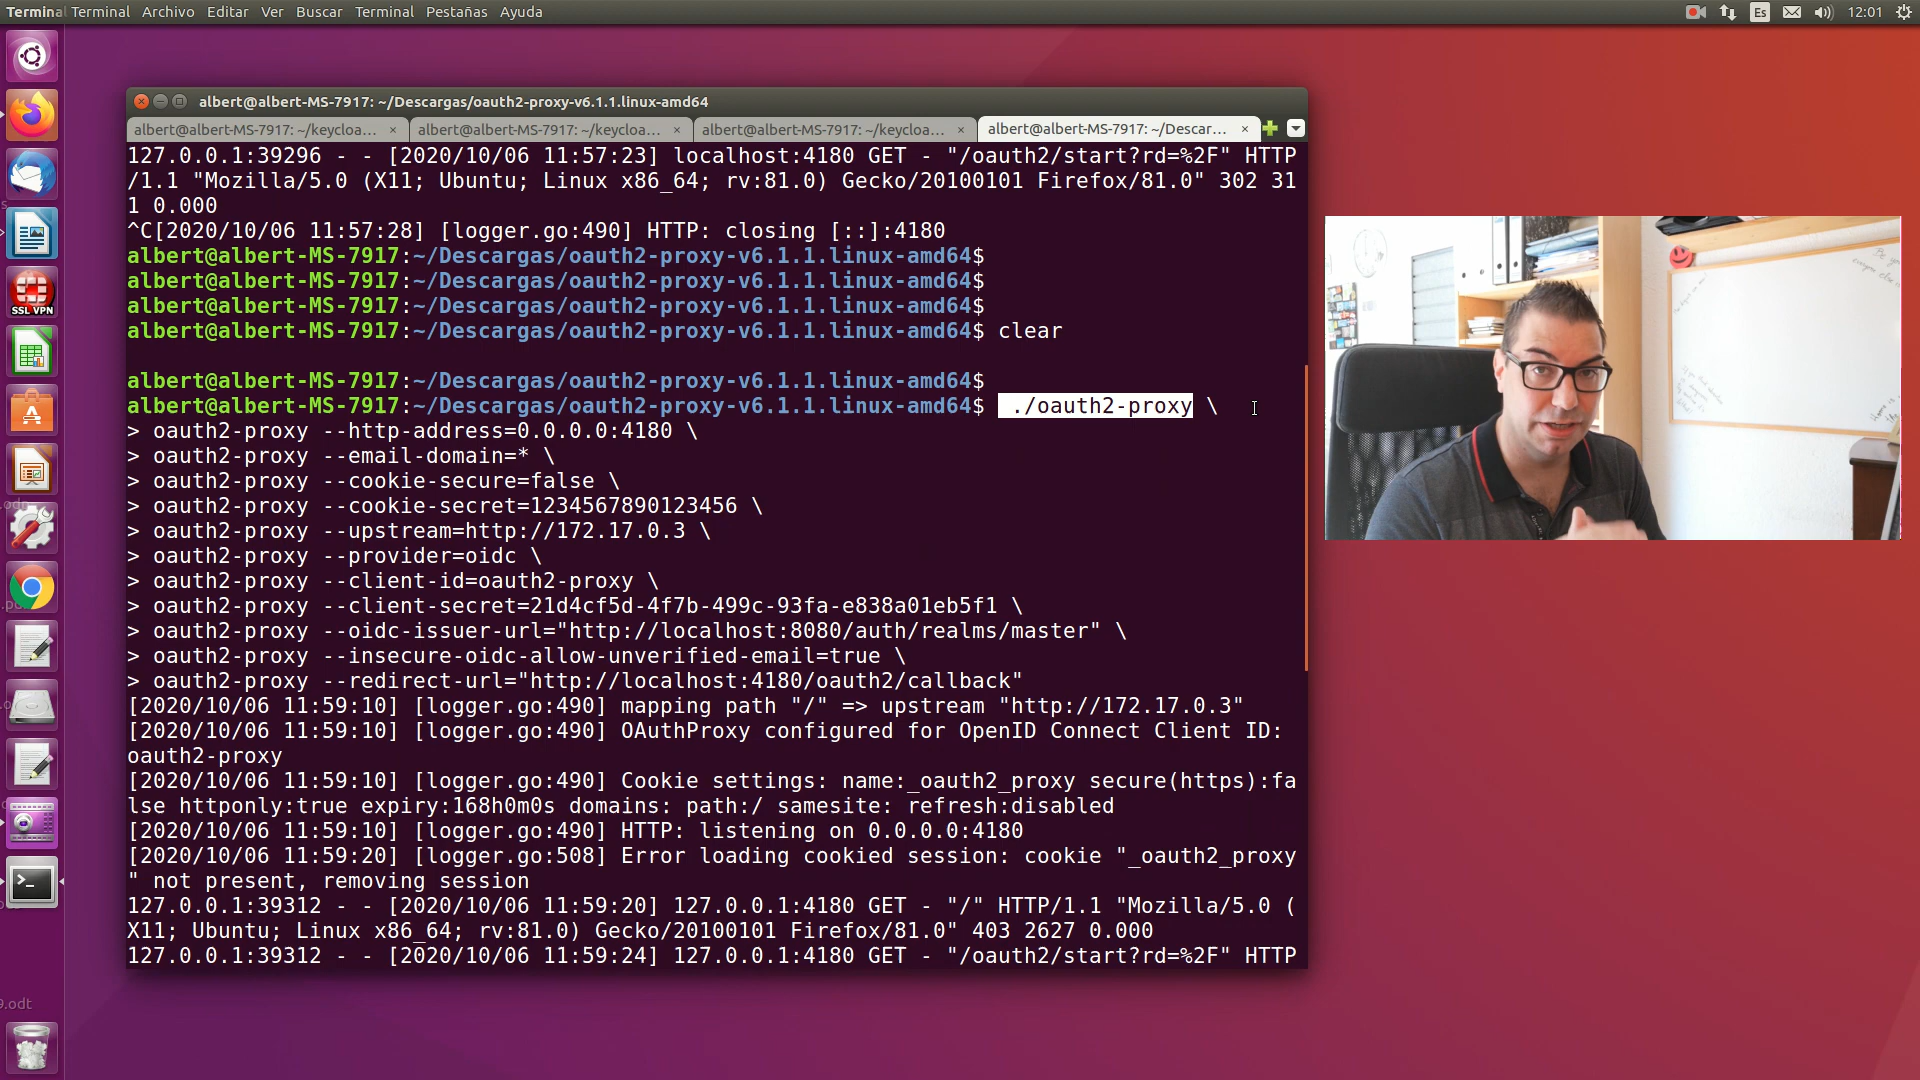 Terminal Terminal Archivo Editar Ver Buscar Terminal Pestañas Ayuda
Es 12:01
albert@albert-MS-7917: ~/Descargas/oauth2-proxy-v6.1.1.linux-amd64
albert@albert-MS-7917: ~/keycloa... × albert@albert-MS-7917: ~/keycloa... × albert@albert-MS-7917: ~/keycloa... × albert@albert-MS-7917: ~/Descar... ×
127.0.0.1:39296 - - [2020/10/06 11:57:23] localhost:4180 GET - "/oauth2/start?rd=%2F" HTTP
/1.1 "Mozilla/5.0 (X11; Ubuntu; Linux x86_64; rv:81.0) Gecko/20100101 Firefox/81.0" 302 31
1 0.000
^C[2020/10/06 11:57:28] [logger.go:490] HTTP: closing [::]:4180
albert@albert-MS-7917:~/Descargas/oauth2-proxy-v6.1.1.linux-amd64$
albert@albert-MS-7917:~/Descargas/oauth2-proxy-v6.1.1.linux-amd64$
albert@albert-MS-7917:~/Descargas/oauth2-proxy-v6.1.1.linux-amd64$
albert@albert-MS-7917:~/Descargas/oauth2-proxy-v6.1.1.linux-amd64$ clear
albert@albert-MS-7917:~/Descargas/oauth2-proxy-v6.1.1.linux-amd64$
albert@albert-MS-7917:~/Descargas/oauth2-proxy-v6.1.1.linux-amd64$ ./oauth2-proxy \
> oauth2-proxy --http-address=0.0.0.0:4180 \
> oauth2-proxy --email-domain=* \
> oauth2-proxy --cookie-secure=false \
> oauth2-proxy --cookie-secret=1234567890123456 \
> oauth2-proxy --upstream=http://172.17.0.3 \
> oauth2-proxy --provider=oidc \
> oauth2-proxy --client-id=oauth2-proxy \
> oauth2-proxy --client-secret=21d4cf5d-4f7b-499c-93fa-e838a01eb5f1 \
> oauth2-proxy --oidc-issuer-url="http://localhost:8080/auth/realms/master" \
> oauth2-proxy --insecure-oidc-allow-unverified-email=true \
> oauth2-proxy --redirect-url="http://localhost:4180/oauth2/callback"
[2020/10/06 11:59:10] [logger.go:490] mapping path "/" => upstream "http://172.17.0.3"
[2020/10/06 11:59:10] [logger.go:490] OAuthProxy configured for OpenID Connect Client ID:
oauth2-proxy
[2020/10/06 11:59:10] [logger.go:490] Cookie settings: name:_oauth2_proxy secure(https):fa
lse httponly:true expiry:168h0m0s domains: path:/ samesite: refresh:disabled
[2020/10/06 11:59:10] [logger.go:490] HTTP: listening on 0.0.0.0:4180
[2020/10/06 11:59:20] [logger.go:508] Error loading cookied session: cookie "_oauth2_proxy
" not present, removing session
127.0.0.1:39312 - - [2020/10/06 11:59:20] 127.0.0.1:4180 GET - "/" HTTP/1.1 "Mozilla/5.0 (
X11; Ubuntu; Linux x86_64; rv:81.0) Gecko/20100101 Firefox/81.0" 403 2627 0.000
127.0.0.1:39312 - - [2020/10/06 11:59:24] 127.0.0.1:4180 GET - "/oauth2/start?rd=%2F" HTTP
SSL VPN
9.odt